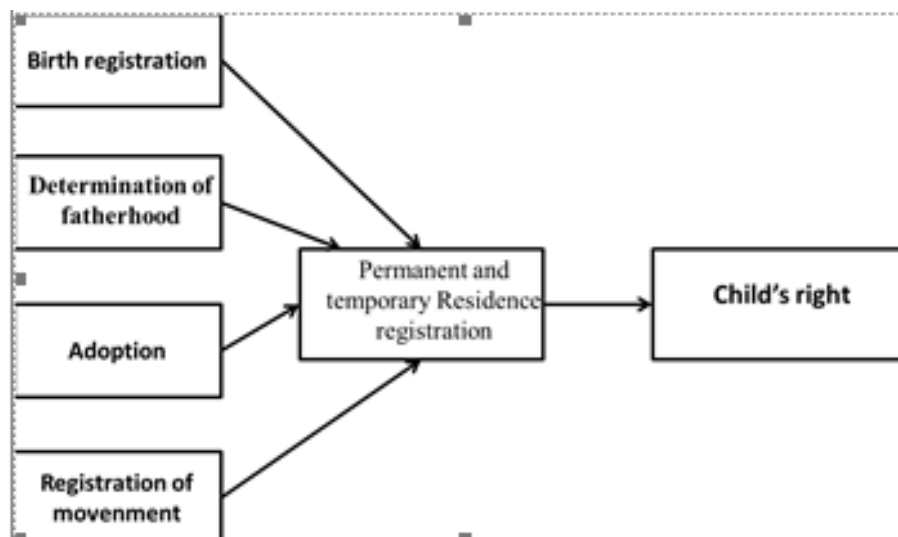 Birth registration
Determination of
fatherhood
Adoption
Registration of
movenment
Permanent and
temporary Residence
registration
Child's right